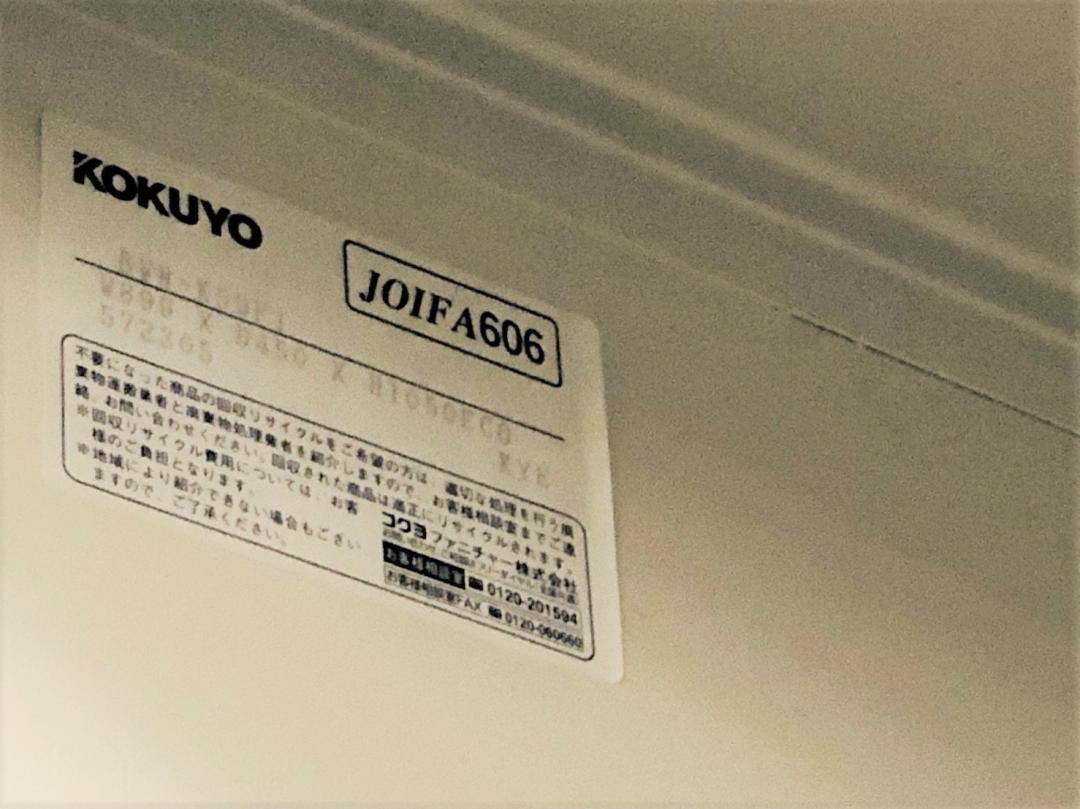 KOKUYO
JOIFA606
572365
不要になった商品の回収リサイクルをご希望の方は、適切な処理を行う廃
棄物運搬業者と廃棄物処理業者を紹介しますので、お客様相談室までご連
絡、お問い合わせください。回収された商品は適正にリサイクルされます。
※回収リサイクル費用については、お客
様のご負担となります。
※地域により紹介できない場合もござい
ますので、ご了承ください。
コクヨファニチャー株式会社
お客様相談室 0120-201594
お客様相談室FAX 0120-060660